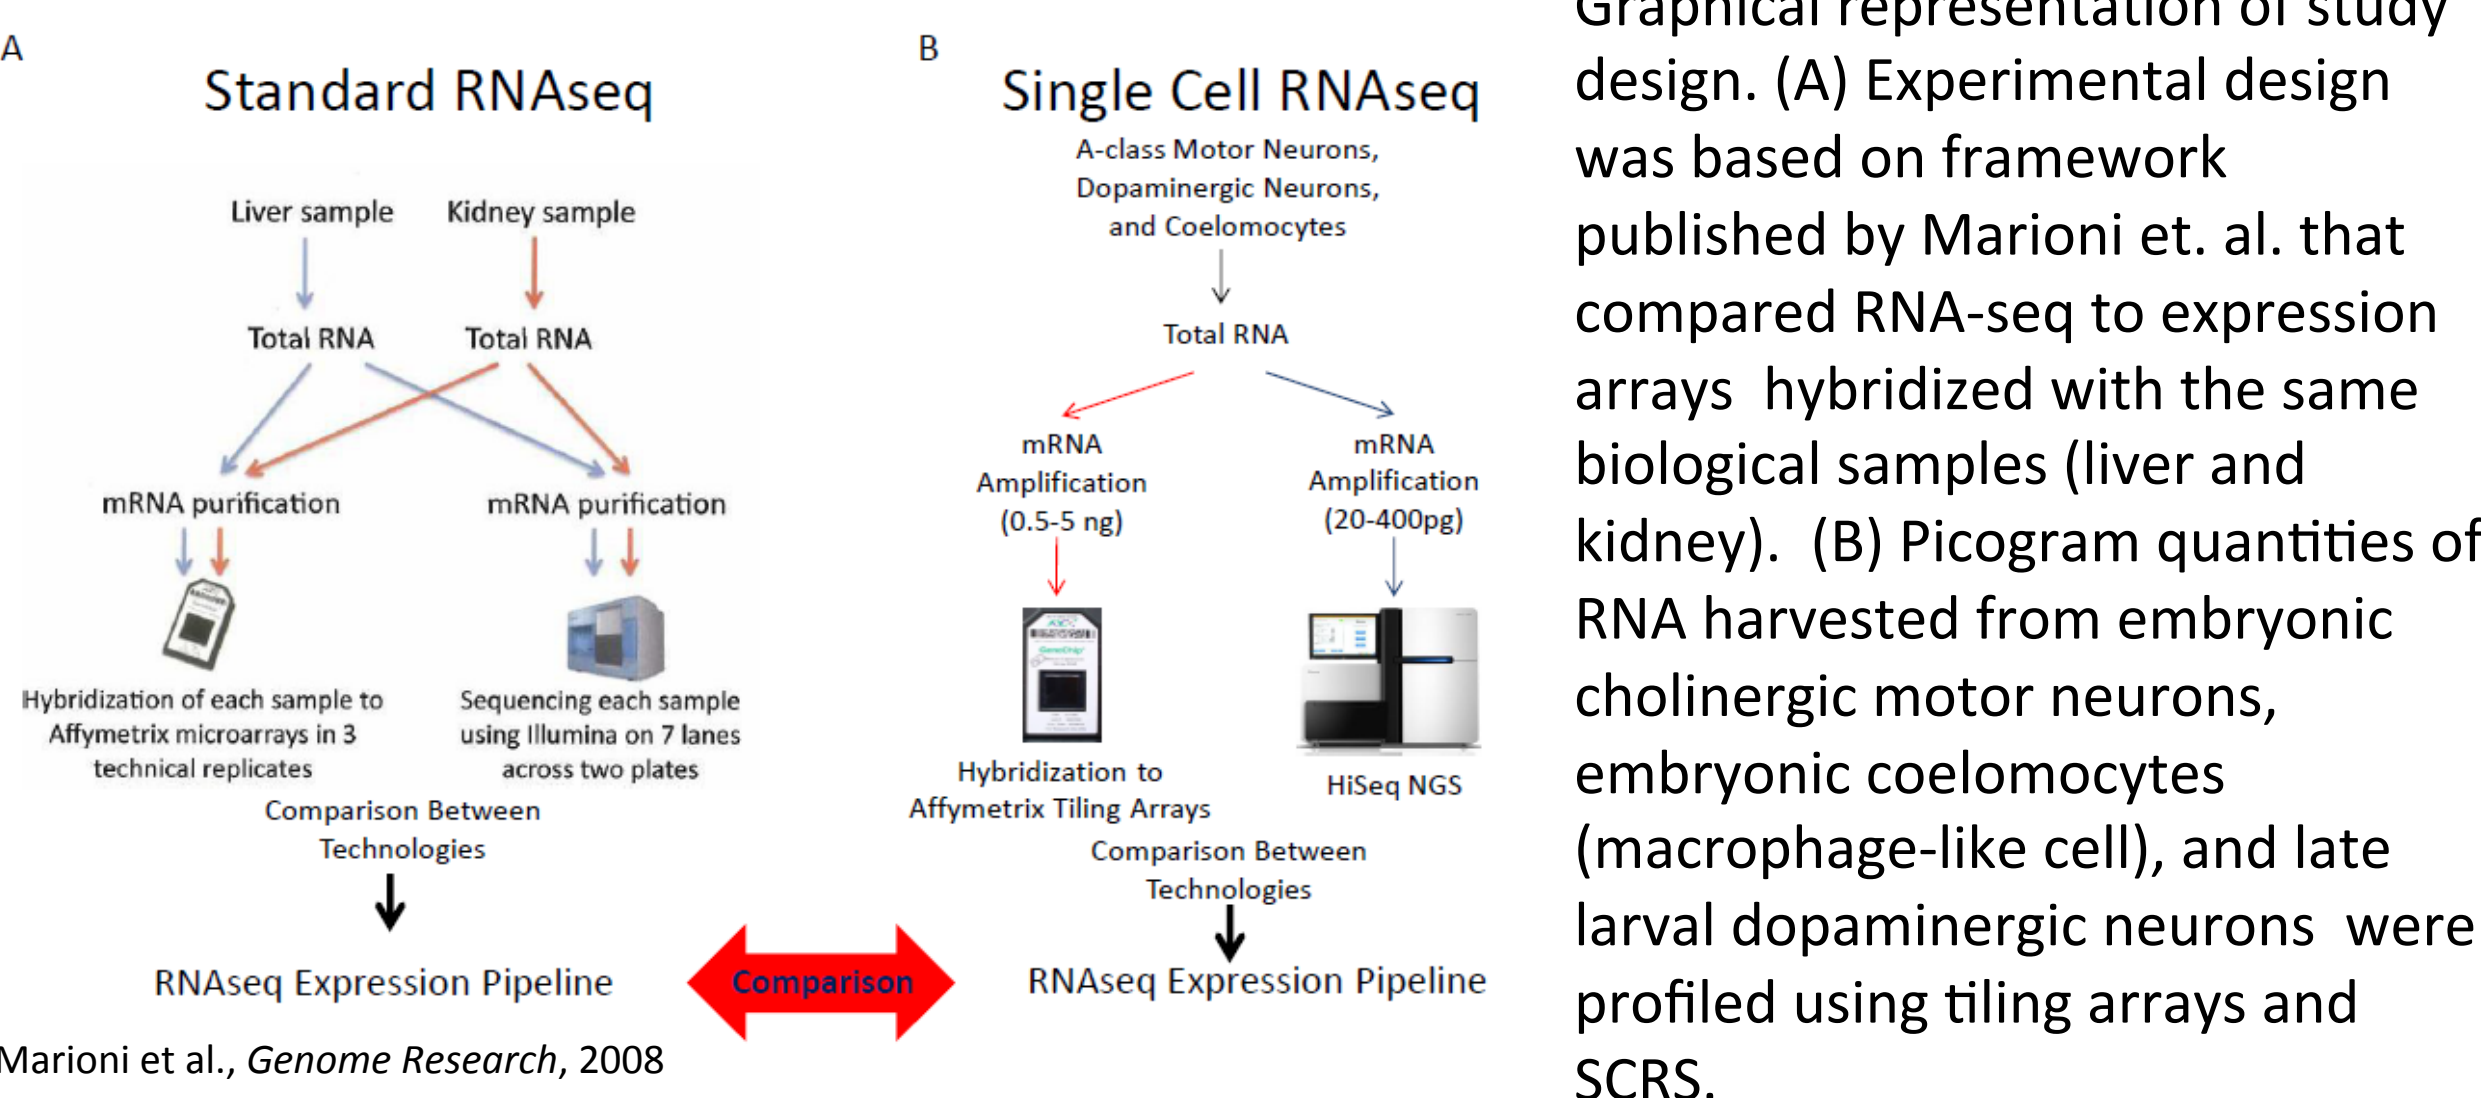 A
Standard RNAseq
Liver sample
Kidney sample
Total RNA
Total RNA
mRNA purification
mRNA purification
Hybridization of each sample to
Affymetrix microarrays in 3
technical replicates
Sequencing each sample
using Illumina on 7 lanes
across two plates
Comparison Between
Technologies
RNAseq Expression Pipeline
Marioni et al., Genome Research, 2008
Comparison
B
Single Cell RNAseq
A-class Motor Neurons,
Dopaminergic Neurons,
and Coelomocytes
Total RNA
mRNA
Amplification
(0.5-5 ng)
mRNA
Amplification
(20-400pg)
GeneChip
Hybridization to
Affymetrix Tiling Arrays
HiSeq NGS
Comparison Between
Technologies
RNAseq Expression Pipeline
Graphical representation of study
design. (A) Experimental design
was based on framework
published by Marioni et. al. that
compared RNA-seq to expression
arrays  hybridized with the same
biological samples (liver and
kidney).  (B) Picogram quantities of
RNA harvested from embryonic
cholinergic motor neurons,
embryonic coelomocytes
(macrophage-like cell), and late
larval dopaminergic neurons  were
profiled using tiling arrays and
SCRS.